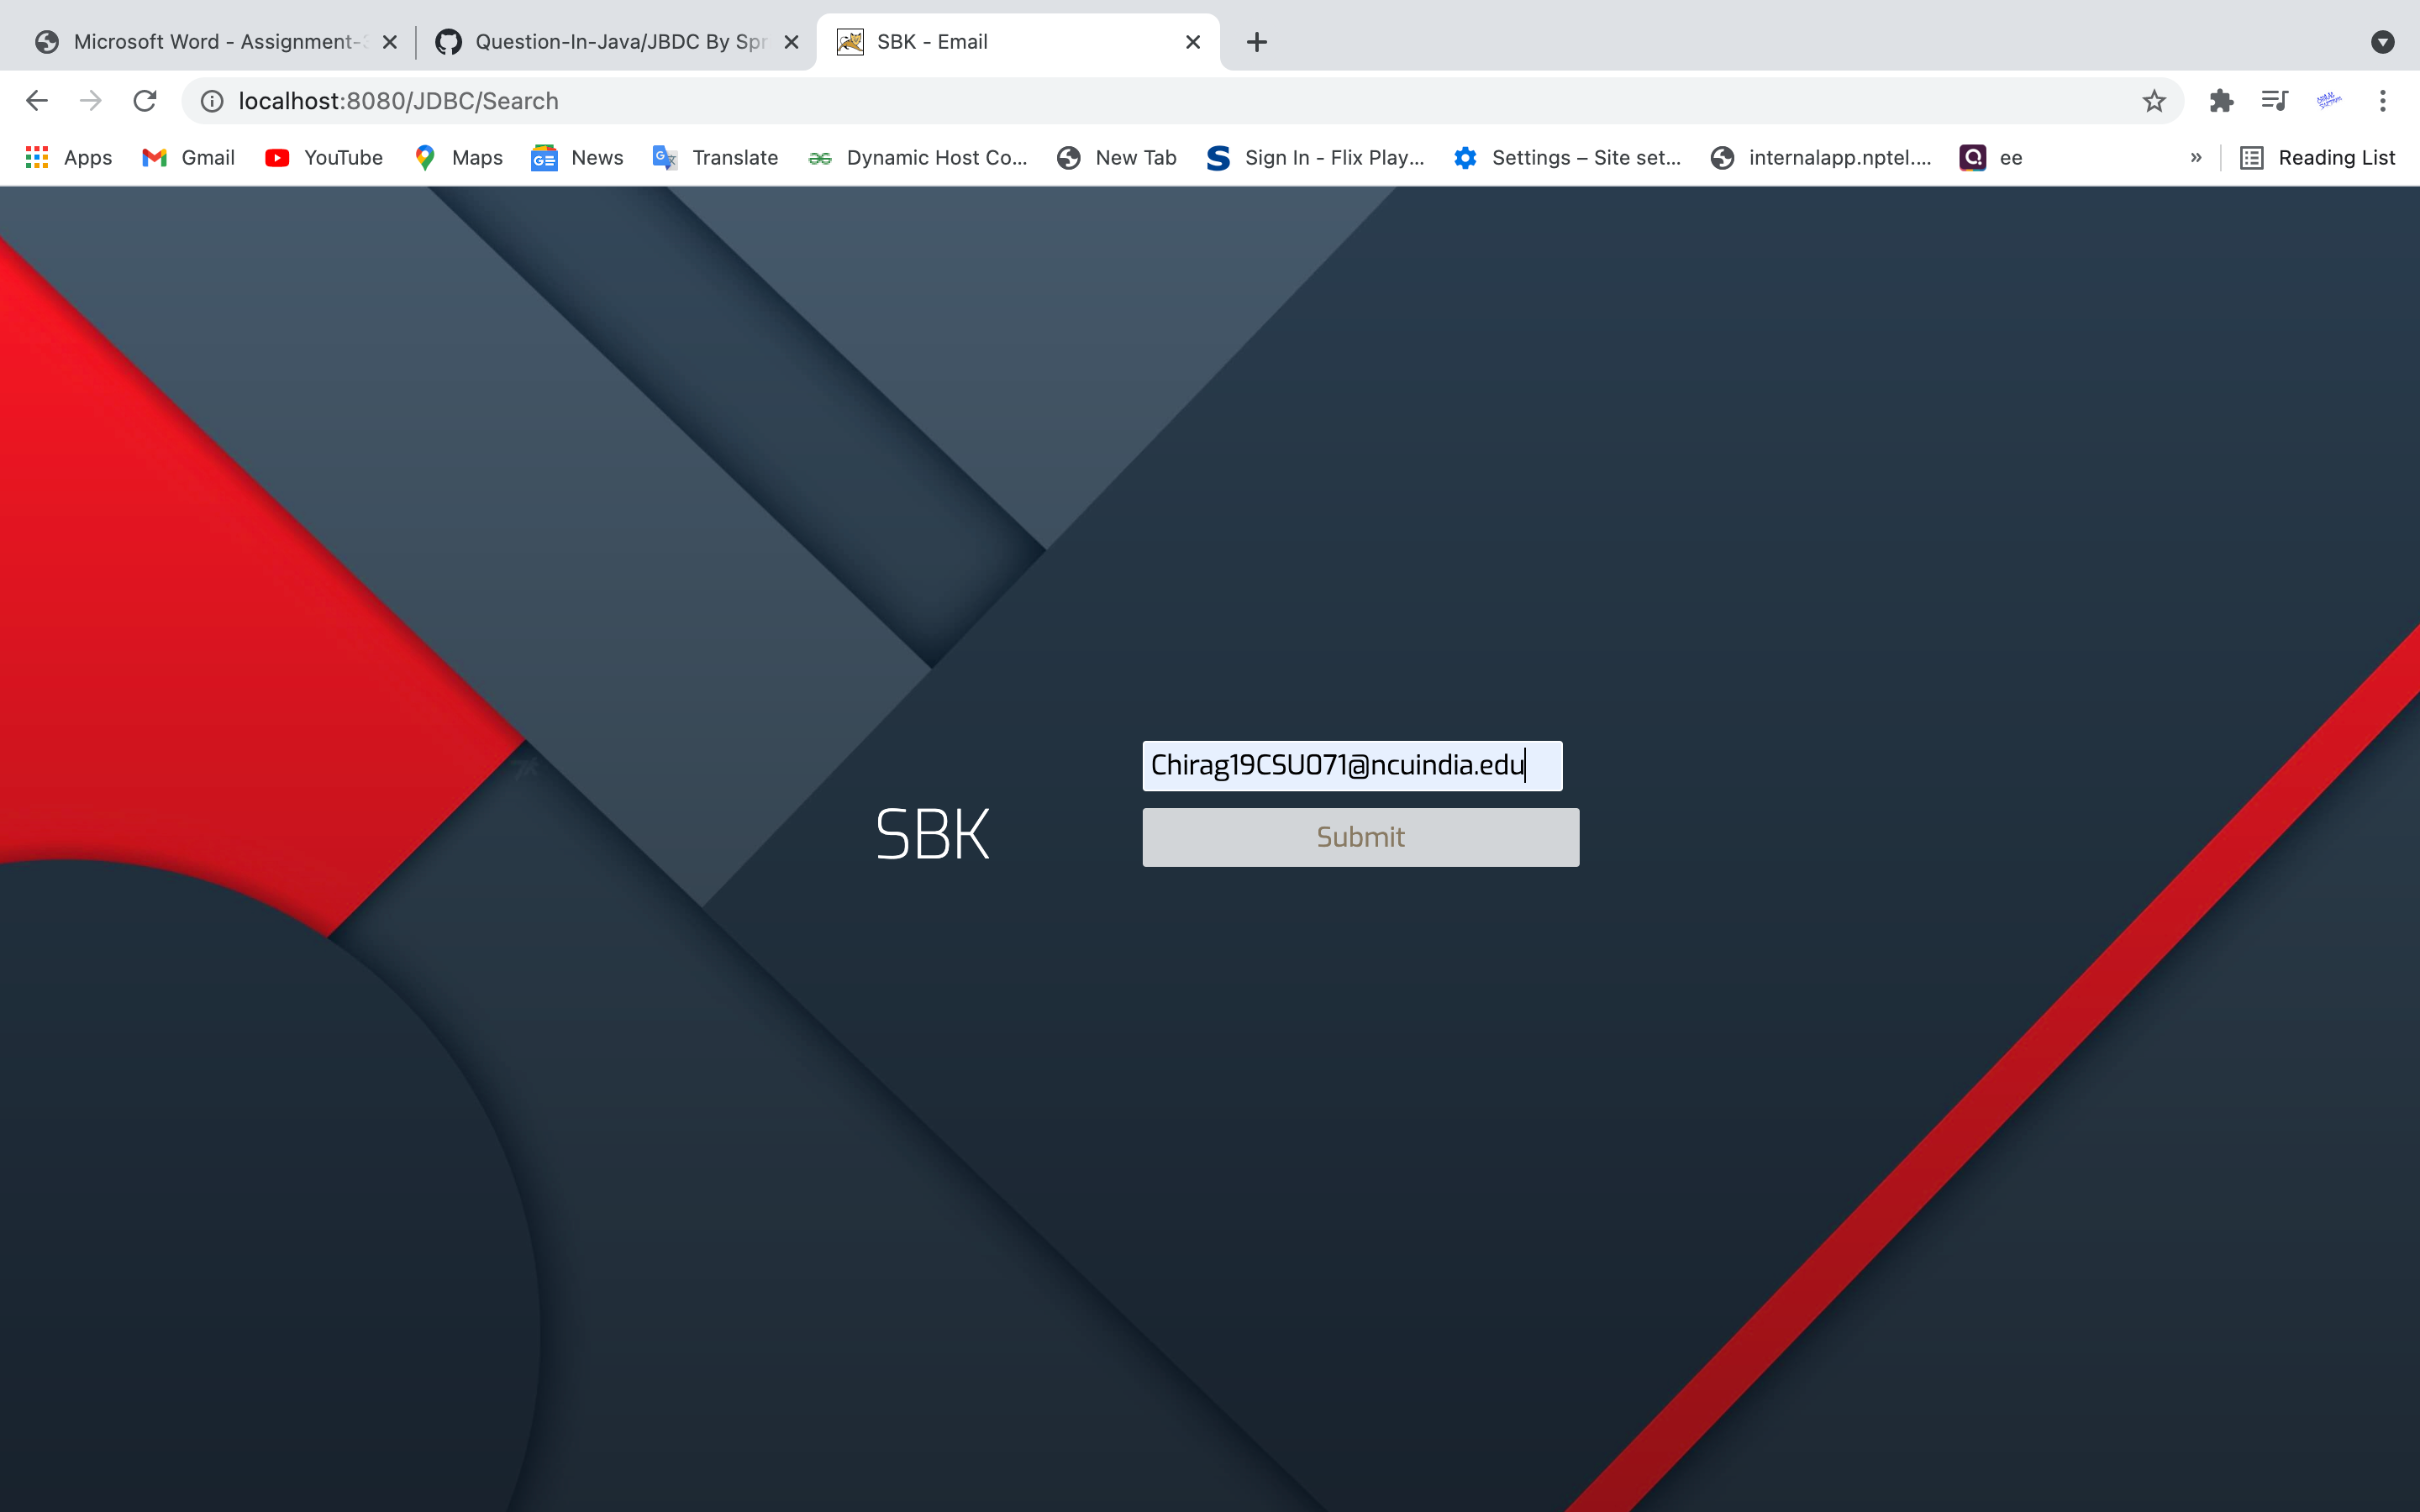 Microsoft Word - Assignment-
Question-In-Java/JBDC By Spr
SBK - Email
localhost:8080/JDBC/Search
Apps
Gmail
YouTube
Maps
News
Translate
Dynamic Host Co...
New Tab
Sign In - Flix Play...
Settings – Site set...
internalapp.nptel....
ee
»
Reading List
Chirag19CSU071@ncuindia.edu
SBK
Submit